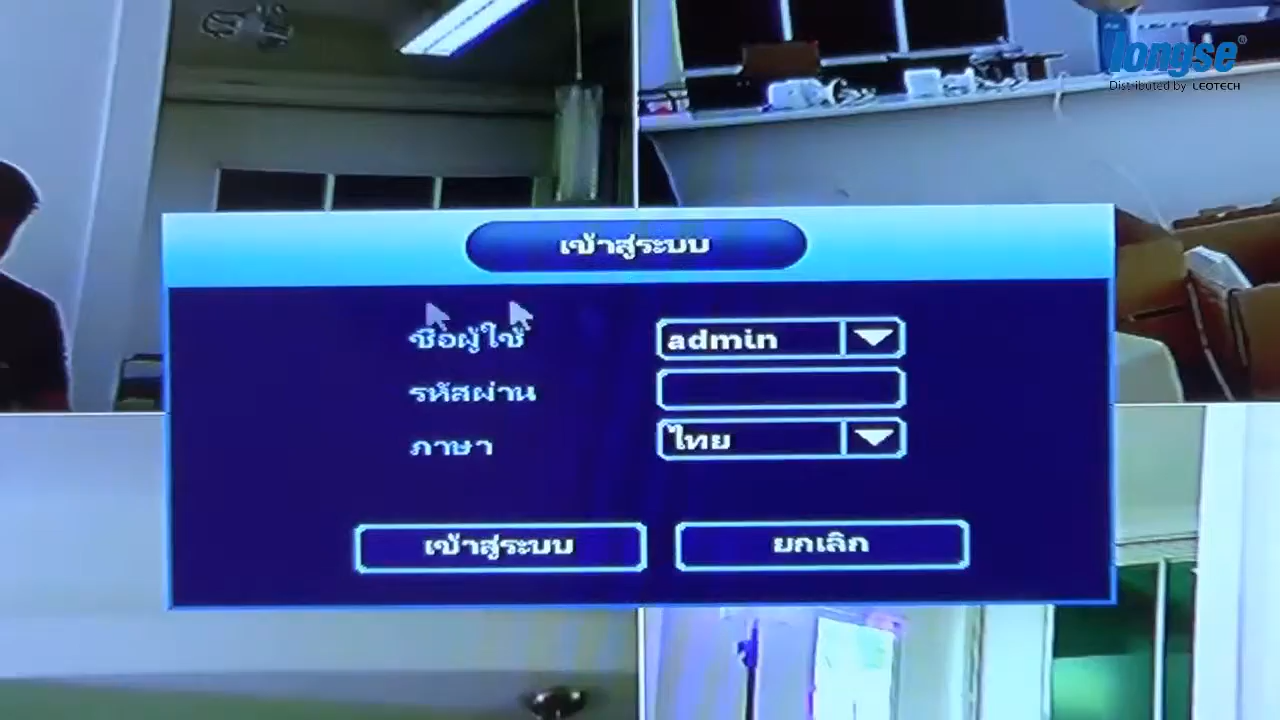 longse®
Distributed by LEOTECH
เข้าสู่ระบบ
ชื่อผู้ใช้ admin
รหัสผ่าน
ภาษา ไทย
เข้าสู่ระบบ ยกเลิก